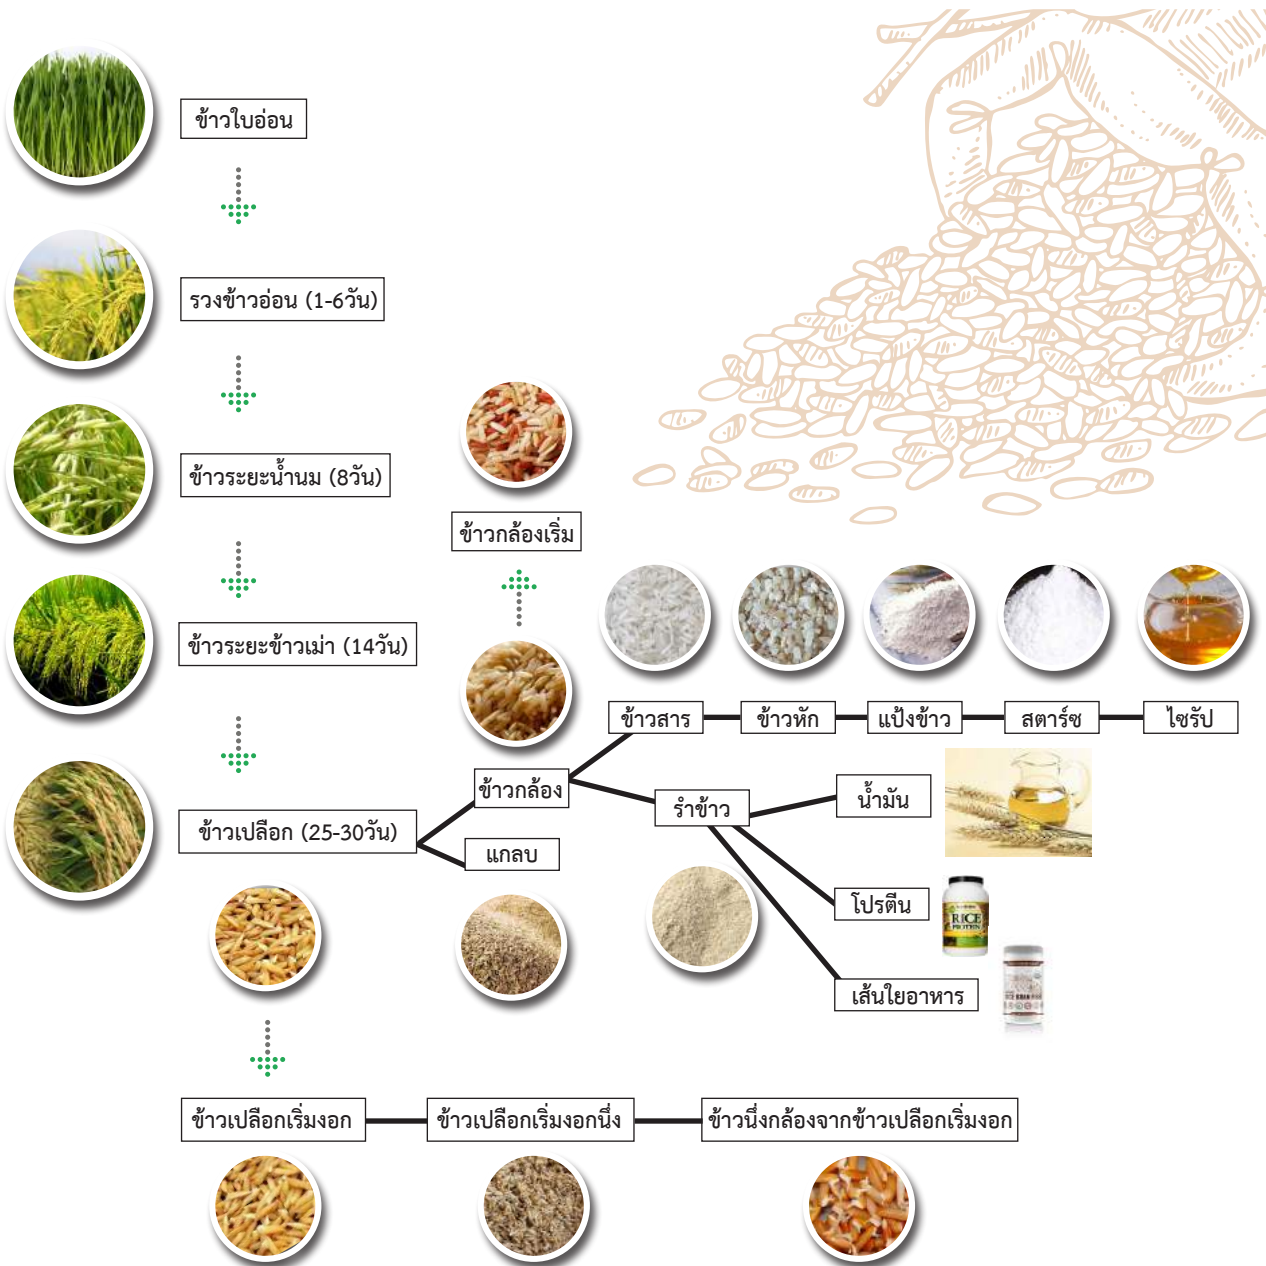 ข้าวใบอ่อน
รวงข้าวอ่อน (1-6วัน)
ข้าวระยะน้ำนม (8วัน)
ข้าวกล้องเริ่ม
ข้าวระยะข้าวเม่า (14วัน)
ข้าวสาร
ข้าวหัก
แป้งข้าว
สตาร์ซ
ไซรัป
ข้าวกล้อง
รำข้าว
น้ำมัน
ข้าวเปลือก (25-30วัน)
แกลบ
โปรตีน
RICE
PROTEIN
เส้นใยอาหาร
ข้าวเปลือกเริ่มงอก
ข้าวเปลือกเริ่มงอกนึ่ง
ข้าวนึ่งกล้องจากข้าวเปลือกเริ่มงอก